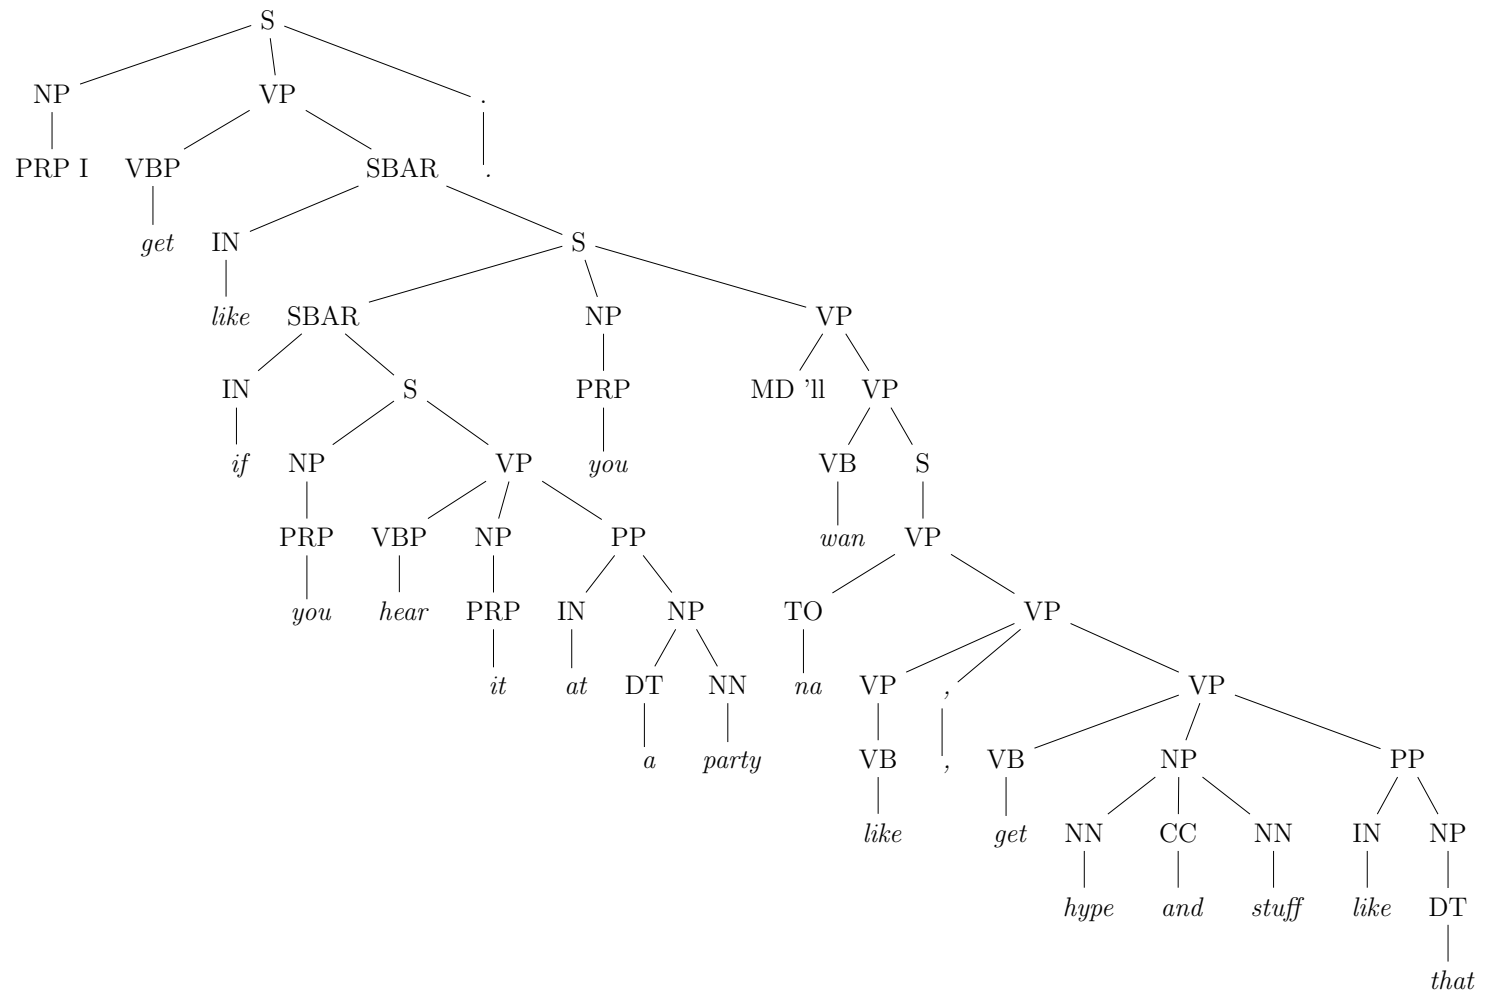 S
NP VP .
PRP I VBP SBAR .
get IN S
like SBAR NP VP
IN S PRP MD 'll VP
if NP VP you VB S
PRP VBP NP PP wan VP
you hear PRP IN NP TO VP
it at DT NN na VP , VP
a party VB , VB NP PP
like get NN CC NN IN NP
hype and stuff like DT
that